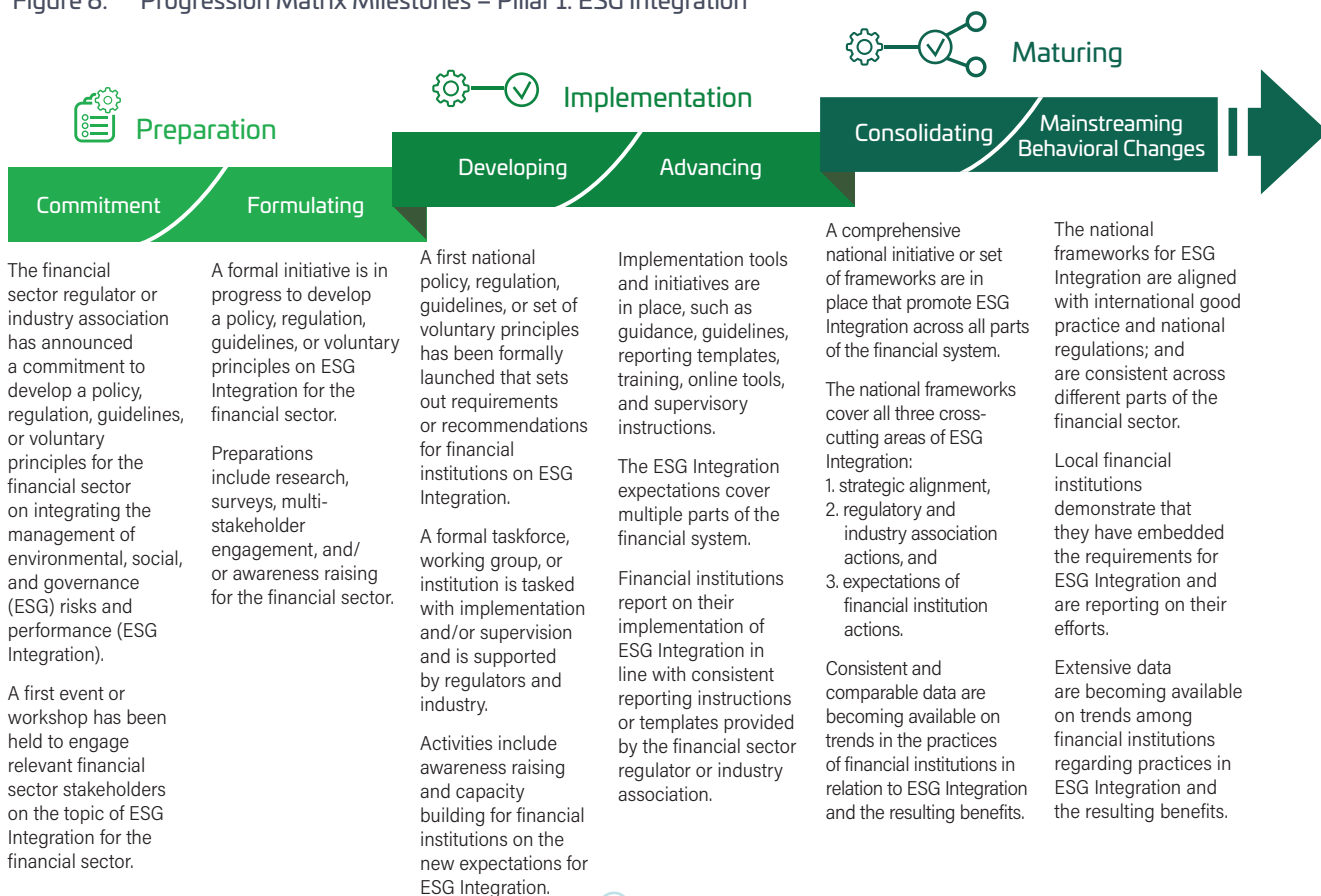 Figure 6. Progression Matrix Milestones – Pillar 1: ESG Integration
Preparation
Commitment
Formulating
The financial
sector regulator or
industry association
has announced
a commitment to
develop a policy,
regulation, guidelines,
or voluntary
principles for the
financial sector
on integrating the
management of
environmental, social,
and governance
(ESG) risks and
performance (ESG
Integration).
A first event or
workshop has been
held to engage
relevant financial
sector stakeholders
on the topic of ESG
Integration for the
financial sector.
A formal initiative is in
progress to develop
a policy, regulation,
guidelines, or voluntary
principles on ESG
Integration for the
financial sector.
Preparations
include research,
surveys, multi-
stakeholder
engagement, and/
or awareness raising
for the financial sector.
Implementation
Developing
Advancing
A first national
policy, regulation,
guidelines, or set of
voluntary principles
has been formally
launched that sets
out requirements
or recommendations
for financial
institutions on ESG
Integration.
A formal taskforce,
working group, or
institution is tasked
with implementation
and/or supervision
and is supported
by regulators and
industry.
Activities include
awareness raising
and capacity
building for financial
institutions on the
new expectations for
ESG Integration.
Implementation tools
and initiatives are
in place, such as
guidance, guidelines,
reporting templates,
training, online tools,
and supervisory
instructions.
The ESG Integration
expectations cover
multiple parts of the
financial system.
Financial institutions
report on their
implementation of
ESG Integration in
line with consistent
reporting instructions
or templates provided
by the financial sector
regulator or industry
association.
Maturing
Consolidating
Mainstreaming
Behavioral Changes
A comprehensive
national initiative or set
of frameworks are in
place that promote ESG
Integration across all parts
of the financial system.
The national frameworks
cover all three cross-
cutting areas of ESG
Integration:
1. strategic alignment,
2. regulatory and
industry association
actions, and
3. expectations of
financial institution
actions.
Consistent and
comparable data are
becoming available on
trends in the practices
of financial institutions in
relation to ESG Integration
and the resulting benefits.
The national
frameworks for ESG
Integration are aligned
with international good
practice and national
regulations; and
are consistent across
different parts of the
financial sector.
Local financial
institutions
demonstrate that
they have embedded
the requirements for
ESG Integration and
are reporting on their
efforts.
Extensive data
are becoming available
on trends among
financial institutions
regarding practices in
ESG Integration and
the resulting benefits.